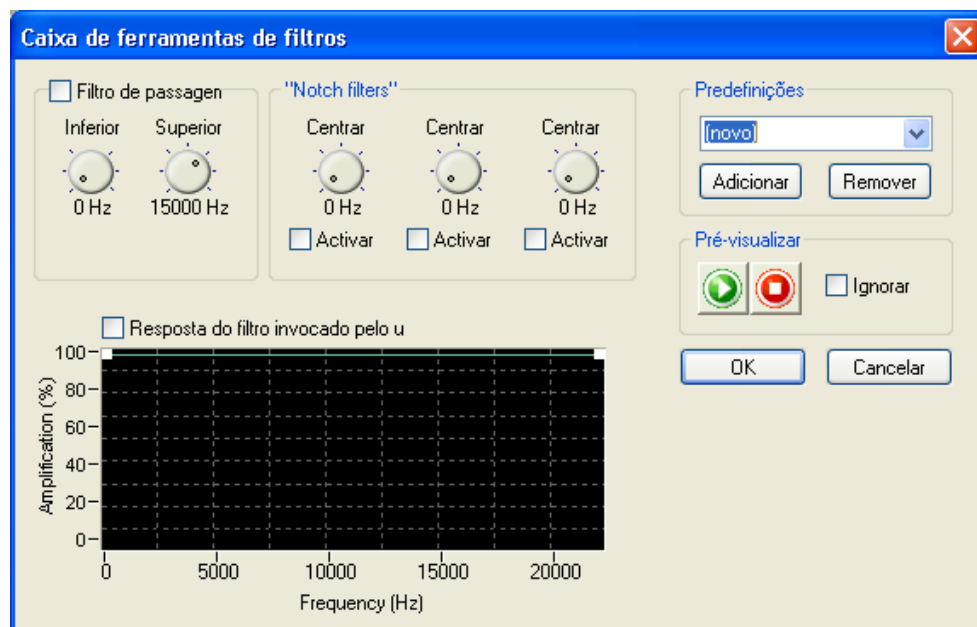 Caixa de ferramentas de filtros
Filtro de passagen
Inferior Superior
0 Hz 15000 Hz
"Notch filters"
Centrar Centrar Centrar
0 Hz 0 Hz 0 Hz
Activar Activar Activar
Predefinições
(novo)
Adicionar Remover
Pré-visualizar
Ignorar
OK Cancelar
Resposta do filtro invocado pelo u
Amplification (%)
100
80
60
40
20
0
0 5000 10000 15000 20000
Frequency (Hz)